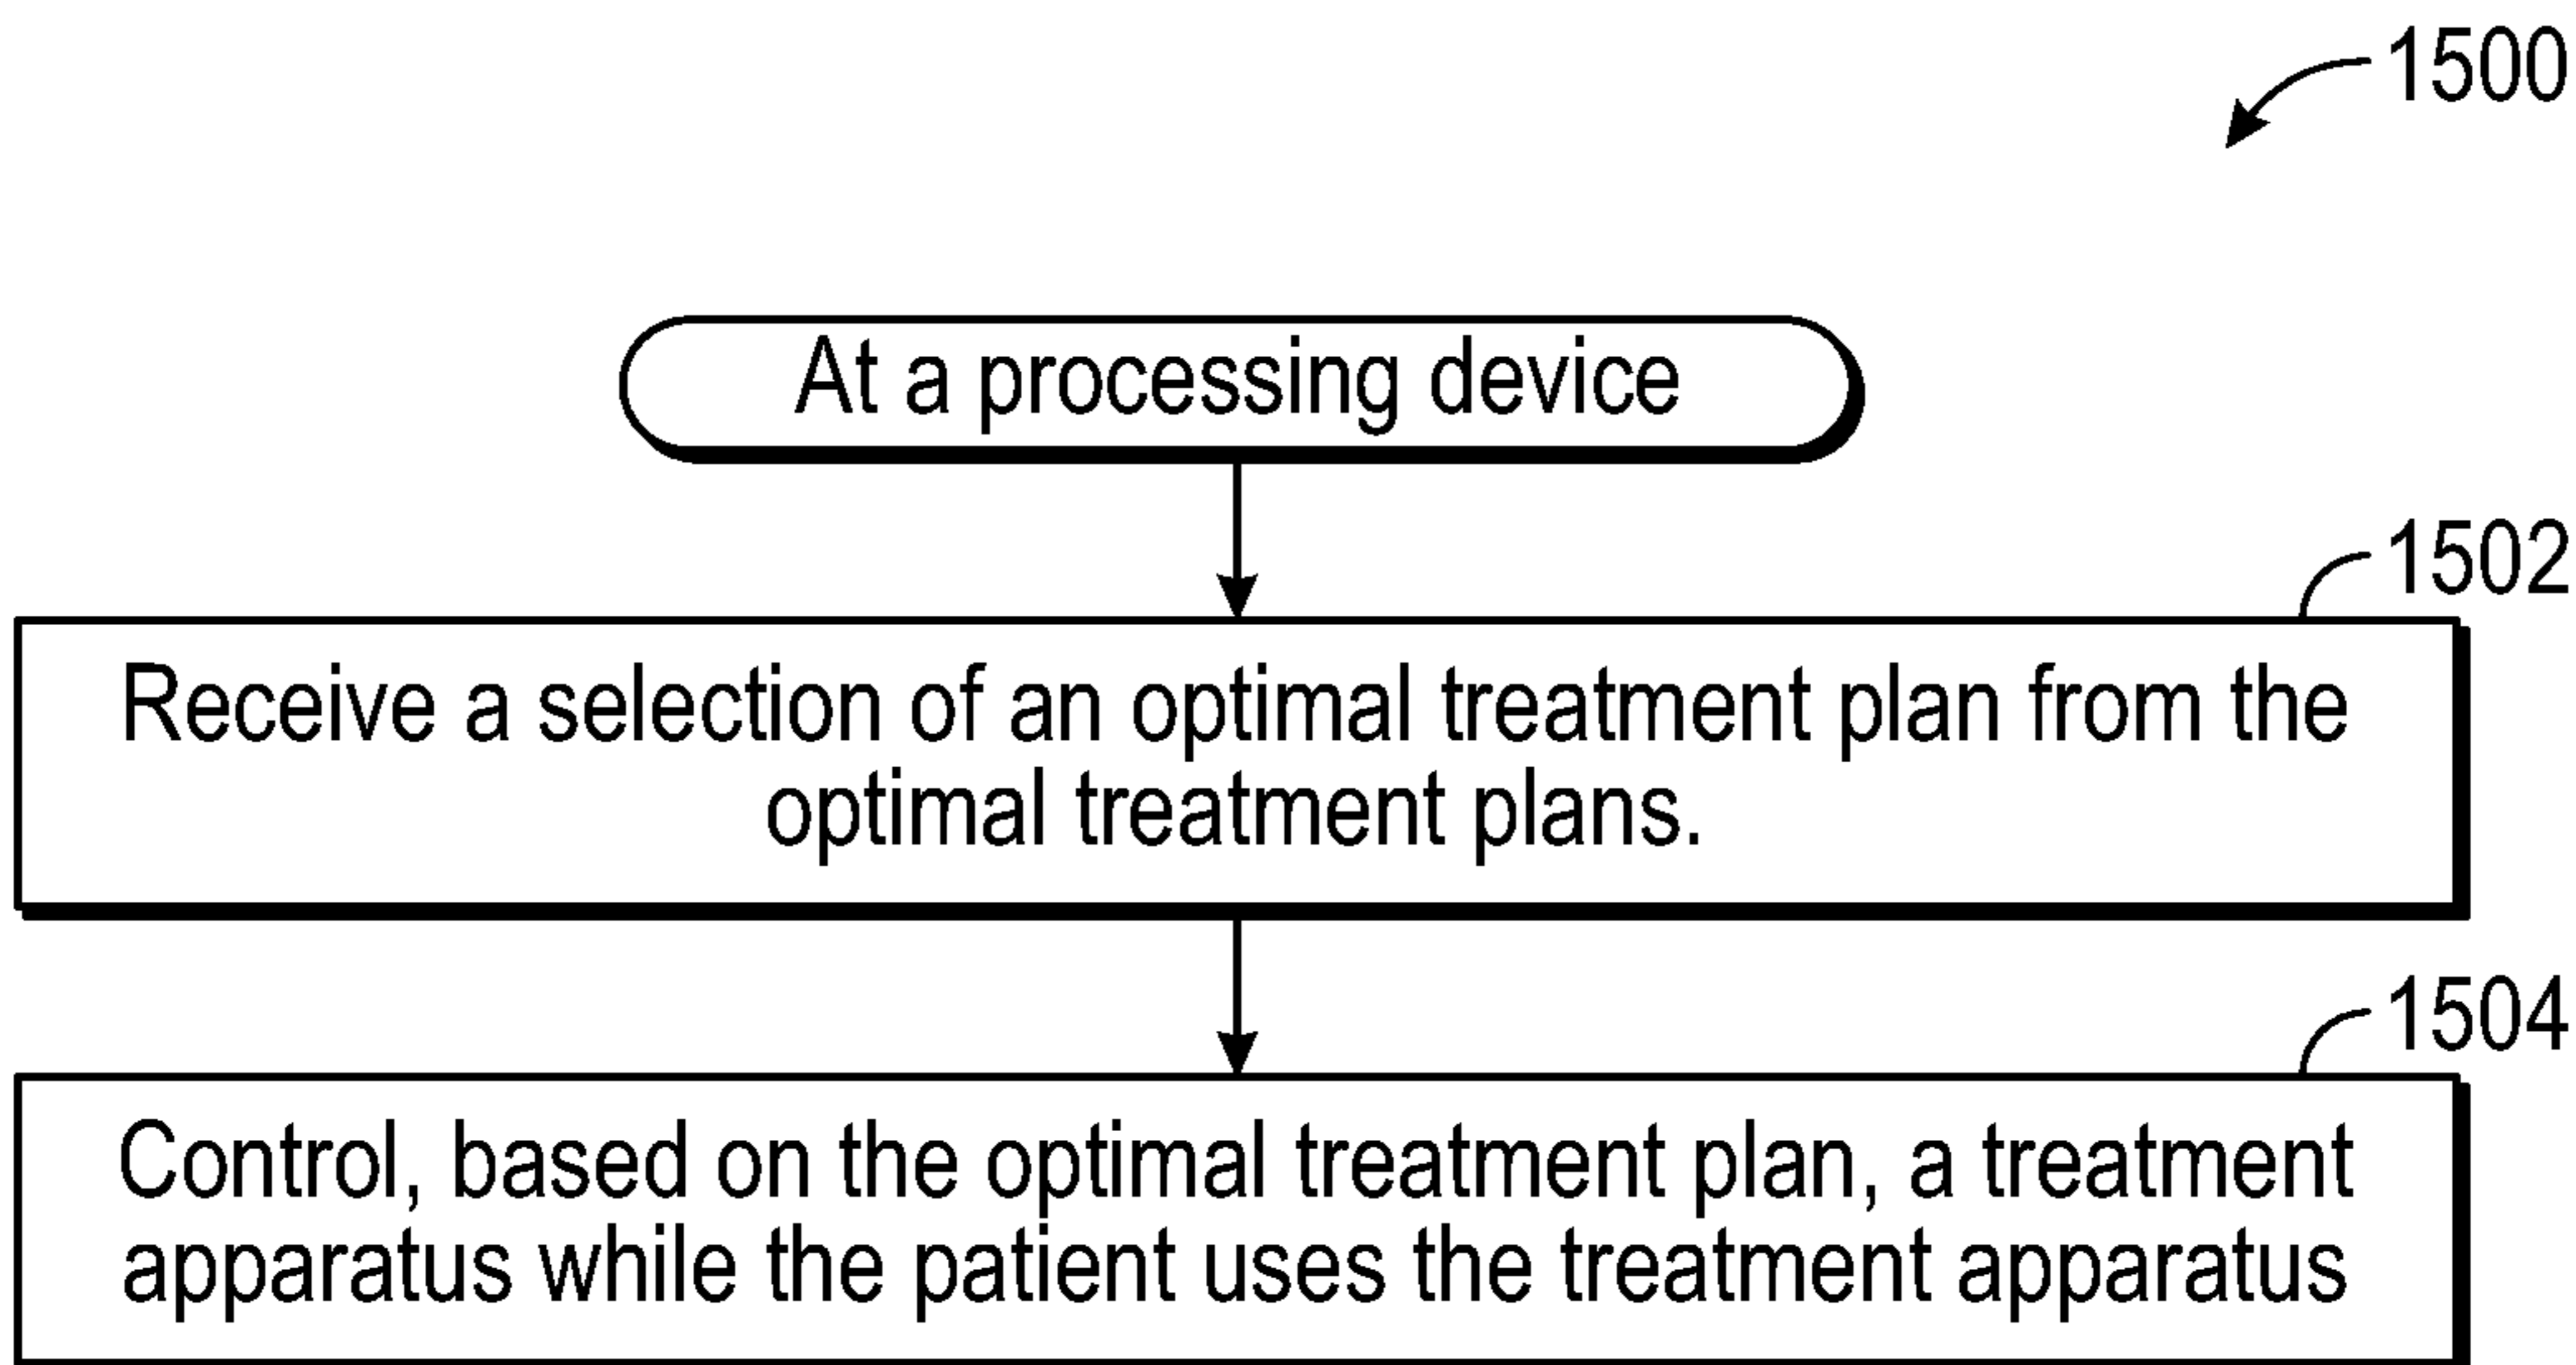 1500
At a processing device
1502
Receive a selection of an optimal treatment plan from the
optimal treatment plans.
1504
Control, based on the optimal treatment plan, a treatment
apparatus while the patient uses the treatment apparatus